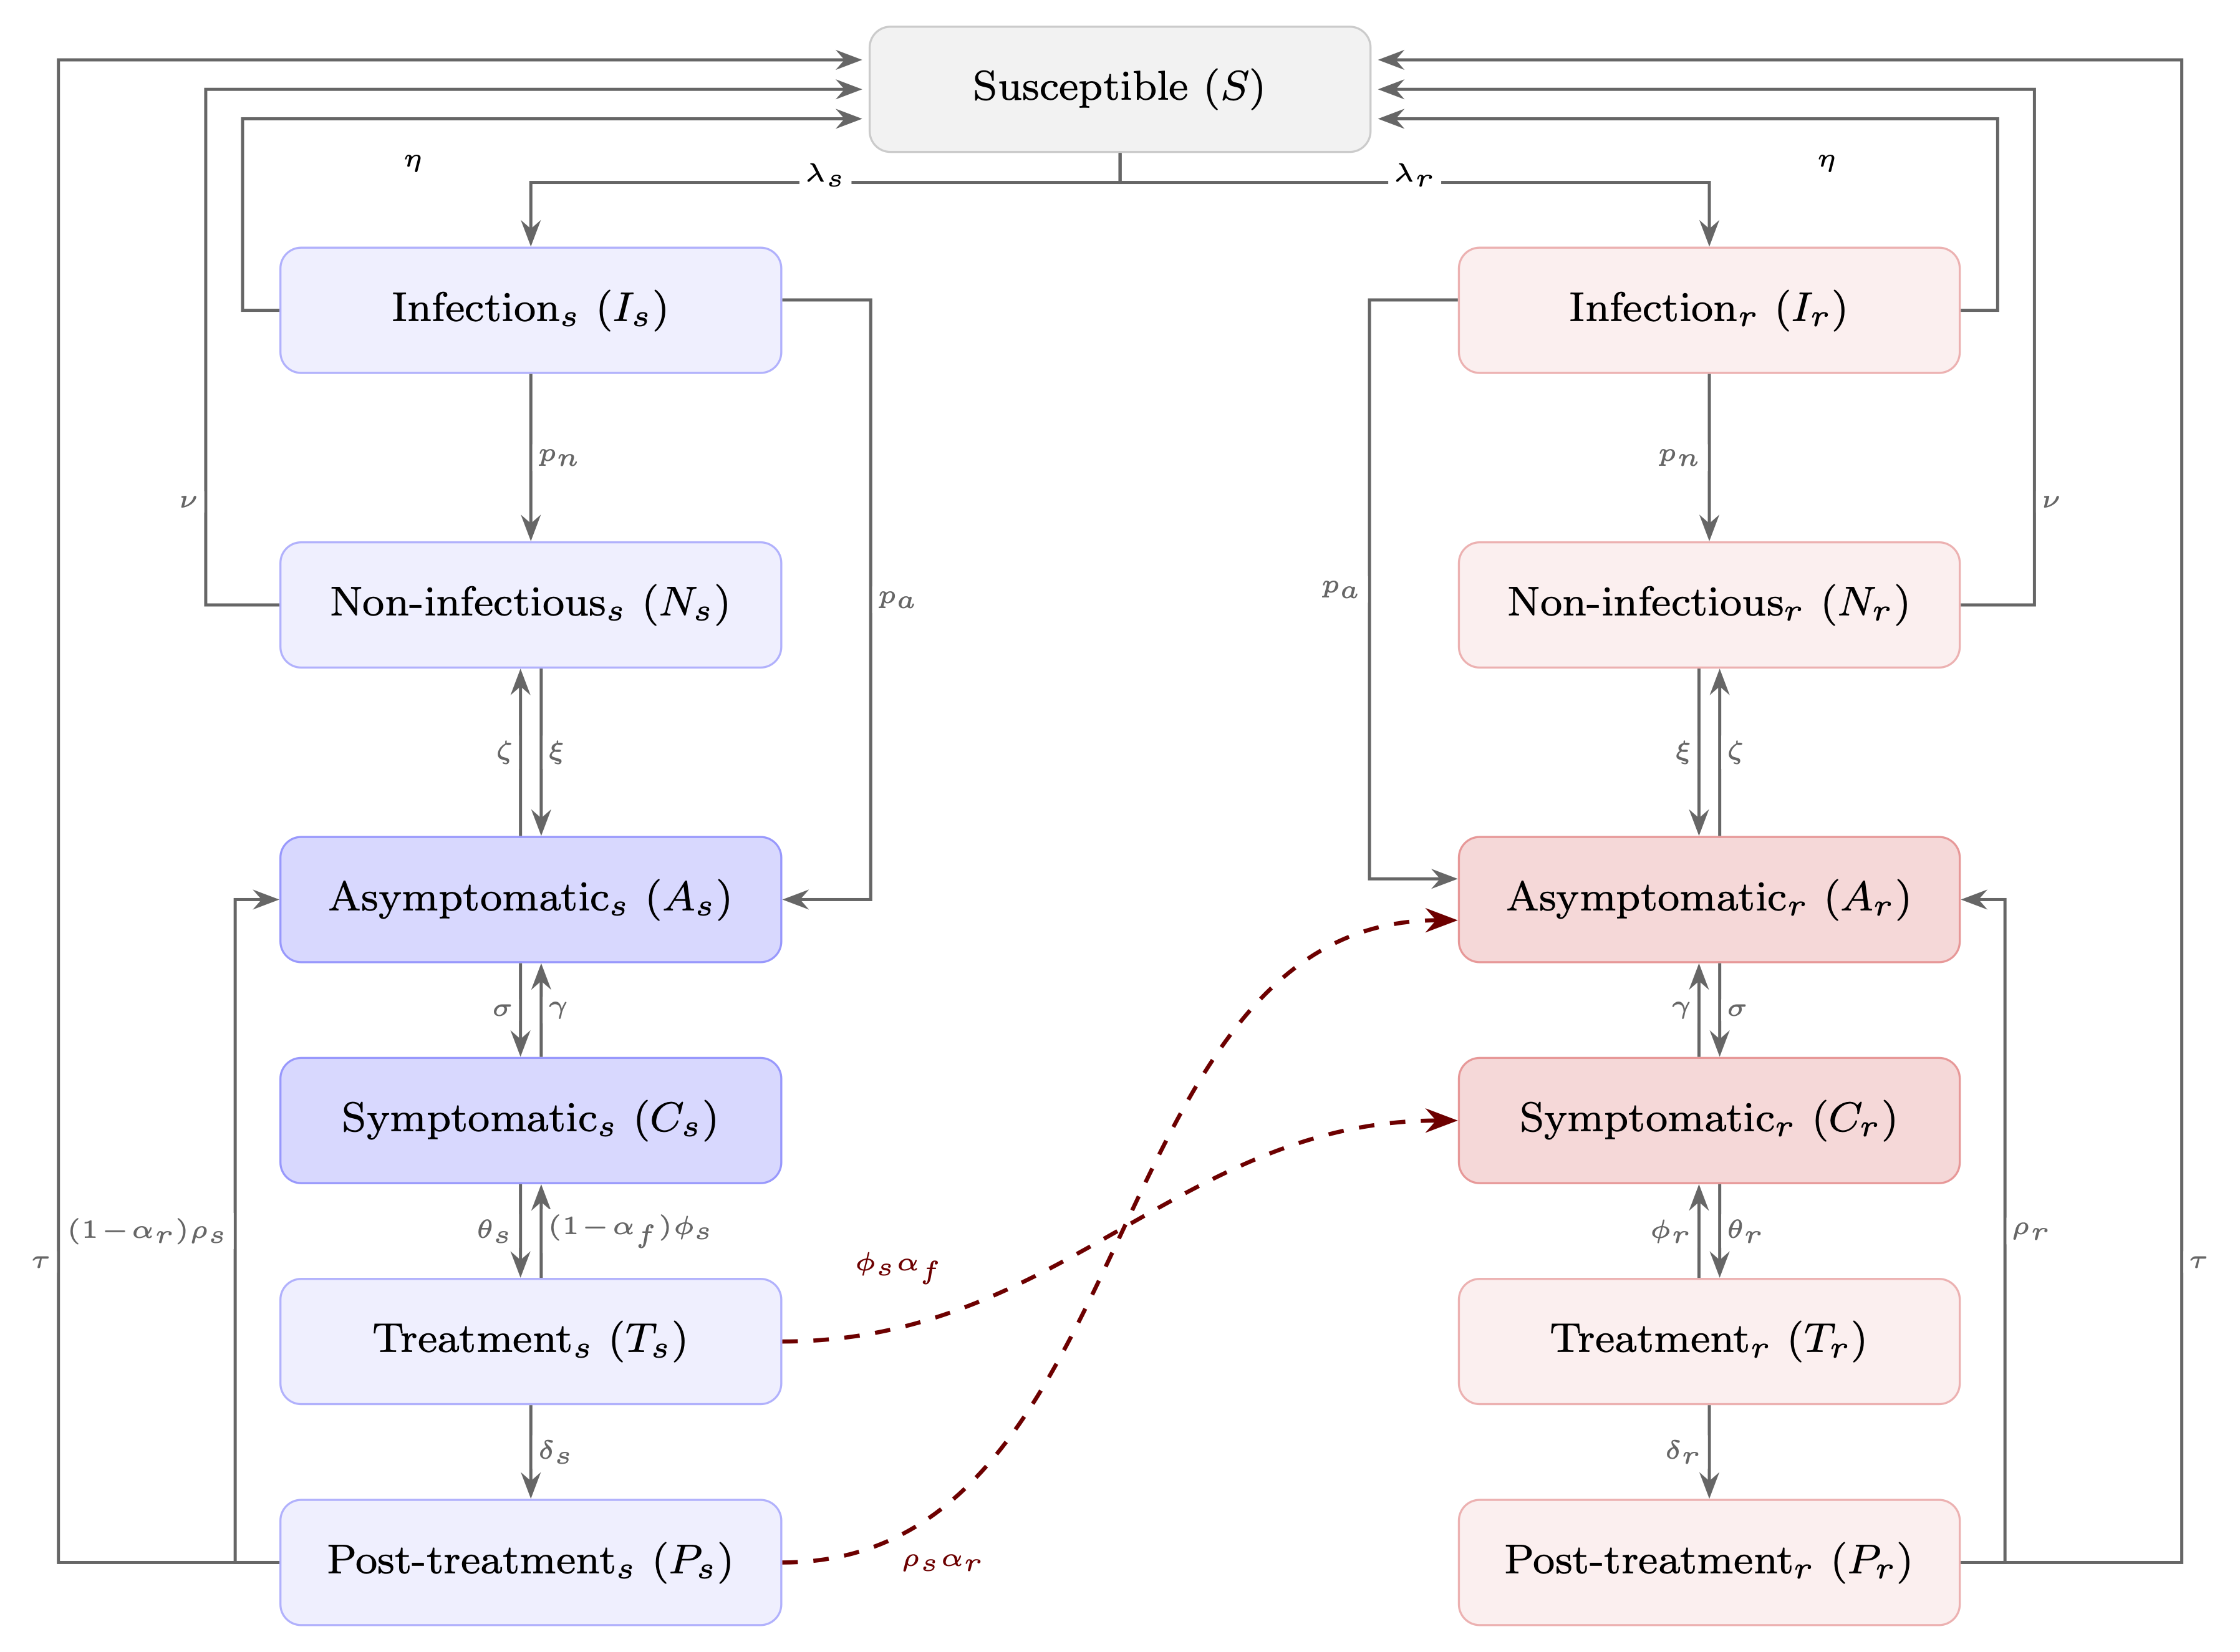 Susceptible (S)
η
λₛ
λᵣ
η
Infectionₛ (Iₛ)
Infectionᵣ (Iᵣ)
pₙ
pₙ
ν
ν
Non-infectiousₛ (Nₛ)
pₐ
pₐ
Non-infectiousᵣ (Nᵣ)
ζ
ξ
ξ
ζ
Asymptomaticₛ (Aₛ)
Asymptomaticᵣ (Aᵣ)
σ
γ
γ
σ
Symptomaticₛ (Cₛ)
Symptomaticᵣ (Cᵣ)
τ
(1−αᵣ)ρₛ
θₛ
(1−α_f)ϕₛ
ϕₛα_f
ϕᵣ
θᵣ
ρᵣ
τ
Treatmentₛ (Tₛ)
Treatmentᵣ (Tᵣ)
δₛ
δᵣ
Post-treatmentₛ (Pₛ)
ρₛαᵣ
Post-treatmentᵣ (Pᵣ)